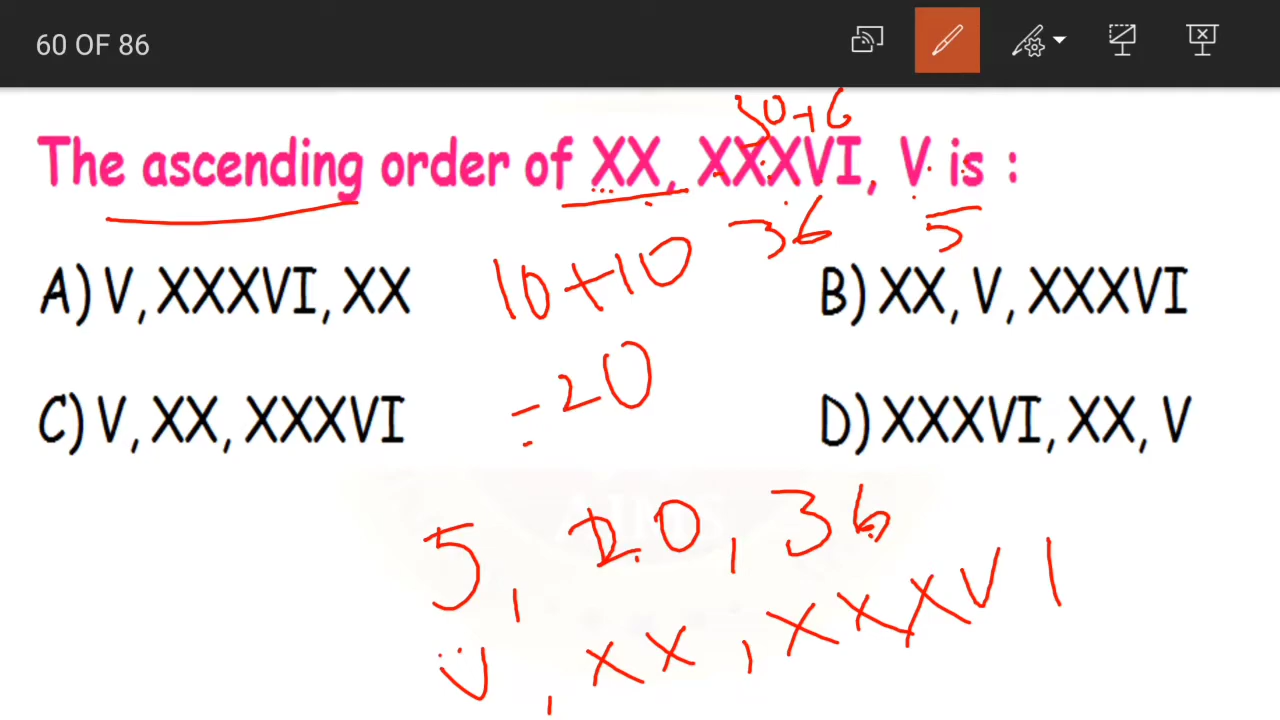 60 OF 86
30+6
The ascending order of XX, XXXVI, V is :
36 5
10+10
A) V, XXXVI, XX
B) XX, V, XXXVI
=20
C) V, XX, XXXVI
D) XXXVI, XX, V
5, 20, 36
V, XX, XXXVI